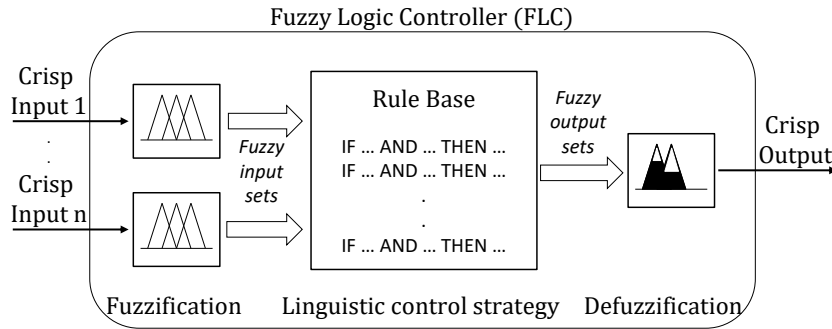 Fuzzy Logic Controller (FLC)
Crisp
Input 1
.
.
Crisp
Input n
Fuzzy
input
sets
Rule Base
IF ... AND ... THEN ...
IF ... AND ... THEN ...
.
.
IF ... AND ... THEN ...
Fuzzy
output
sets
Crisp
Output
Fuzzification
Linguistic control strategy
Defuzzification